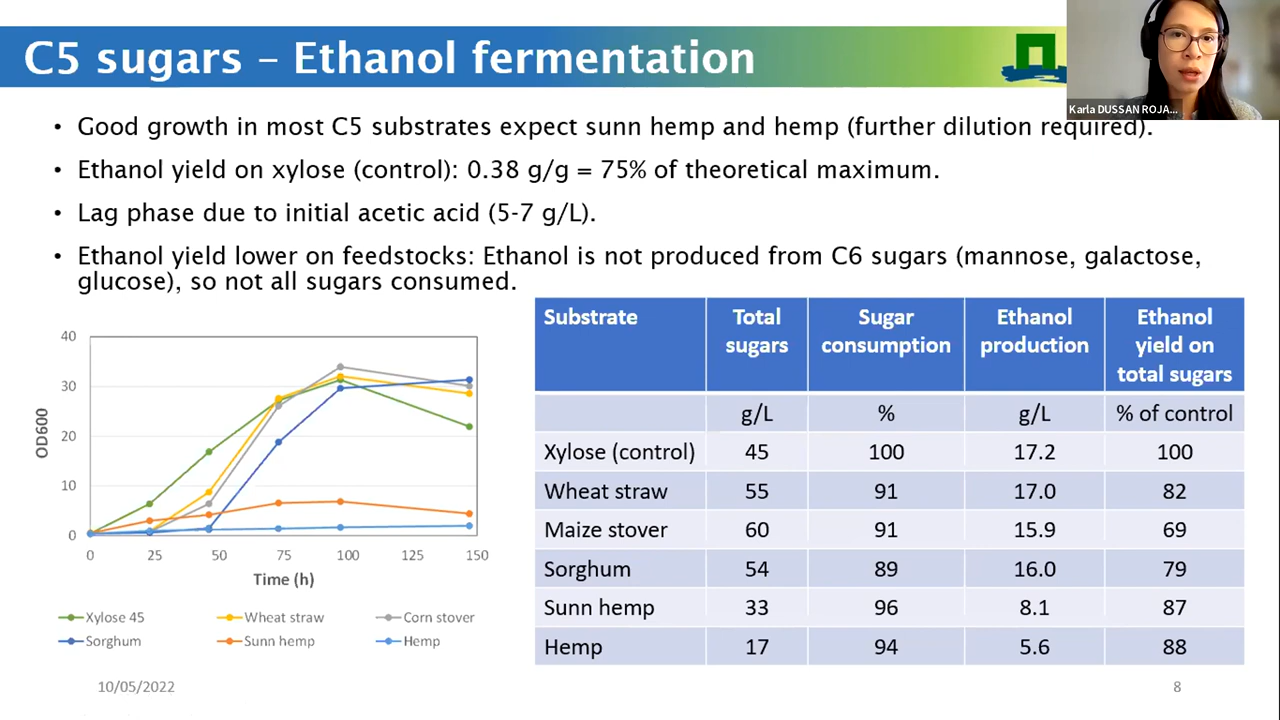 C5 sugars – Ethanol fermentation
Karla DUSSAN ROJA...
• Good growth in most C5 substrates expect sunn hemp and hemp (further dilution required).
• Ethanol yield on xylose (control): 0.38 g/g = 75% of theoretical maximum.
• Lag phase due to initial acetic acid (5-7 g/L).
• Ethanol yield lower on feedstocks: Ethanol is not produced from C6 sugars (mannose, galactose,
glucose), so not all sugars consumed.
40
30
20
10
0
OD600
0 25 50 75 100 125 150
Time (h)
Xylose 45 Wheat straw Corn stover
Sorghum Sunn hemp Hemp
Substrate Total sugars Sugar consumption Ethanol production Ethanol yield on total sugars
g/L % g/L % of control
Xylose (control) 45 100 17.2 100
Wheat straw 55 91 17.0 82
Maize stover 60 91 15.9 69
Sorghum 54 89 16.0 79
Sunn hemp 33 96 8.1 87
Hemp 17 94 5.6 88
10/05/2022
8